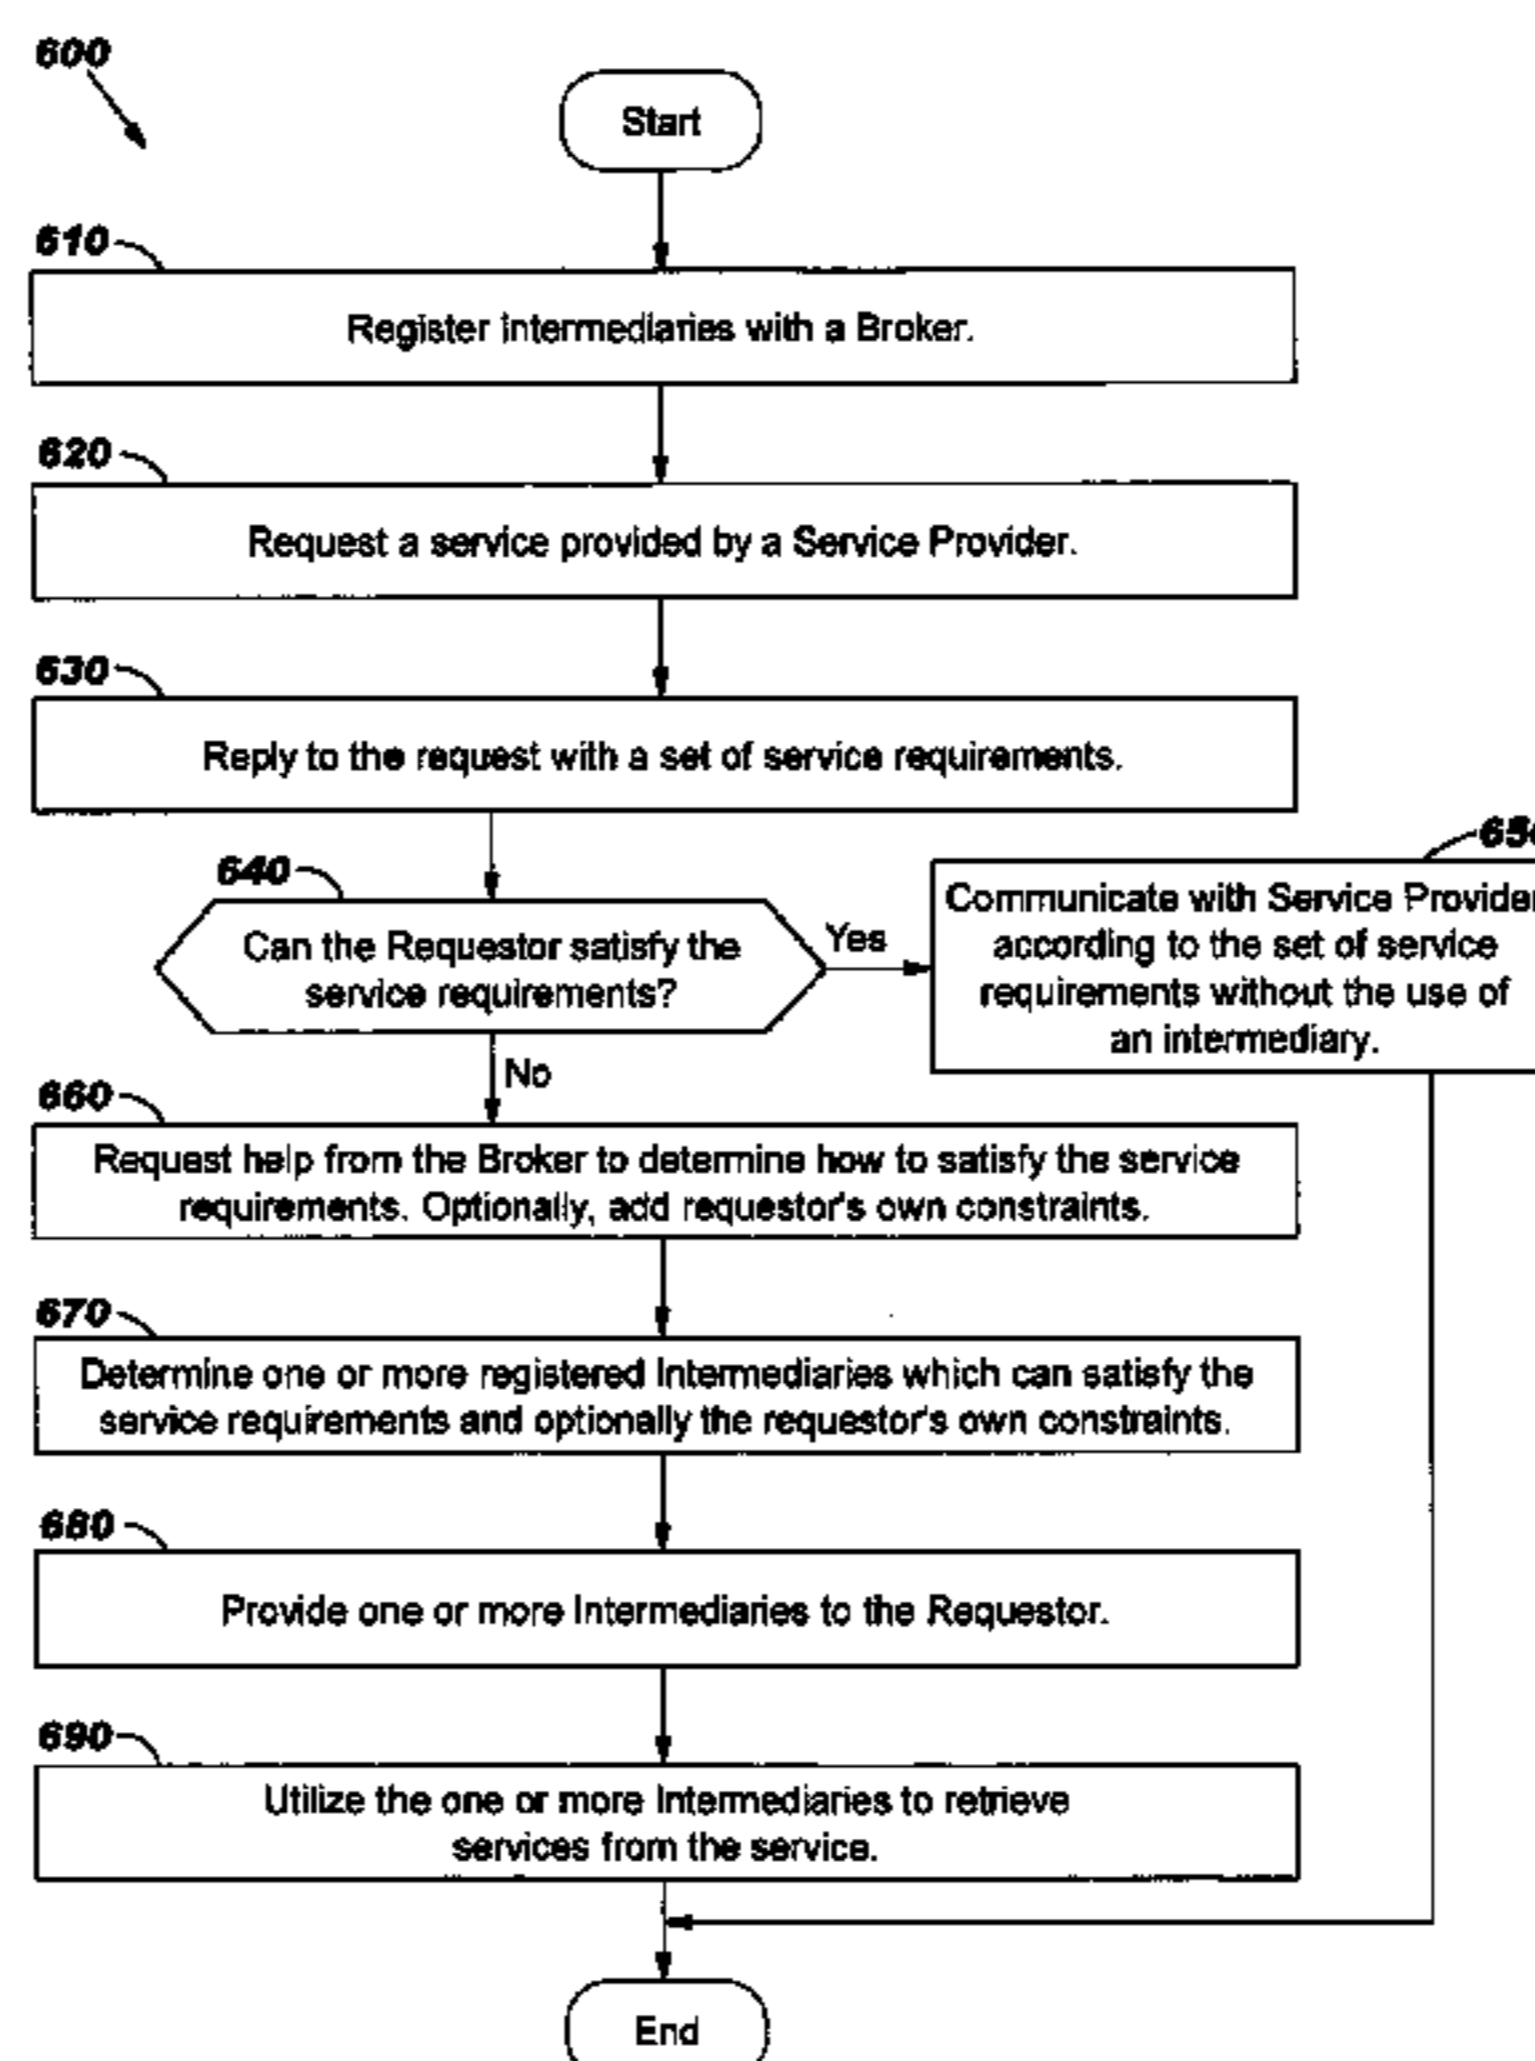 600
Start
610
Register Intermediaries with a Broker.
620
Request a service provided by a Service Provider.
630
Reply to the request with a set of service requirements.
640
Can the Requestor satisfy the
service requirements?
Yes
No
650
Communicate with Service Provider
according to the set of service
requirements without the use of
an intermediary.
660
Request help from the Broker to determine how to satisfy the service
requirements. Optionally, add requestor's own constraints.
670
Determine one or more registered Intermediaries which can satisfy the
service requirements and optionally the requestor's own constraints.
680
Provide one or more Intermediaries to the Requestor.
690
Utilize the one or more Intermediaries to retrieve
services from the service.
End